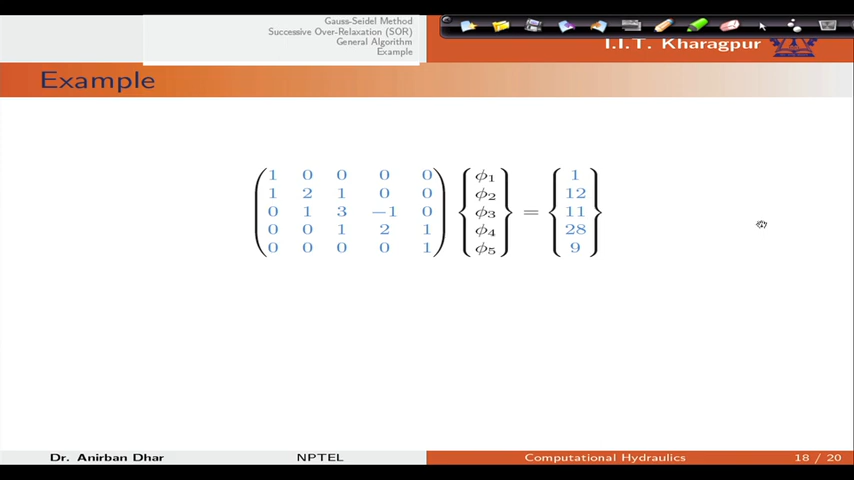 Gauss-Seidel Method
Successive Over-Relaxation (SOR)
General Algorithm
Example
I.I.T. Kharagpur
Example
1 0 0 0 0 ϕ1 1
1 2 1 0 0 ϕ2 12
0 1 3 −1 0 ϕ3 = 11
0 0 1 2 1 ϕ4 28
0 0 0 0 1 ϕ5 9
Dr. Anirban Dhar NPTEL Computational Hydraulics 18 / 20